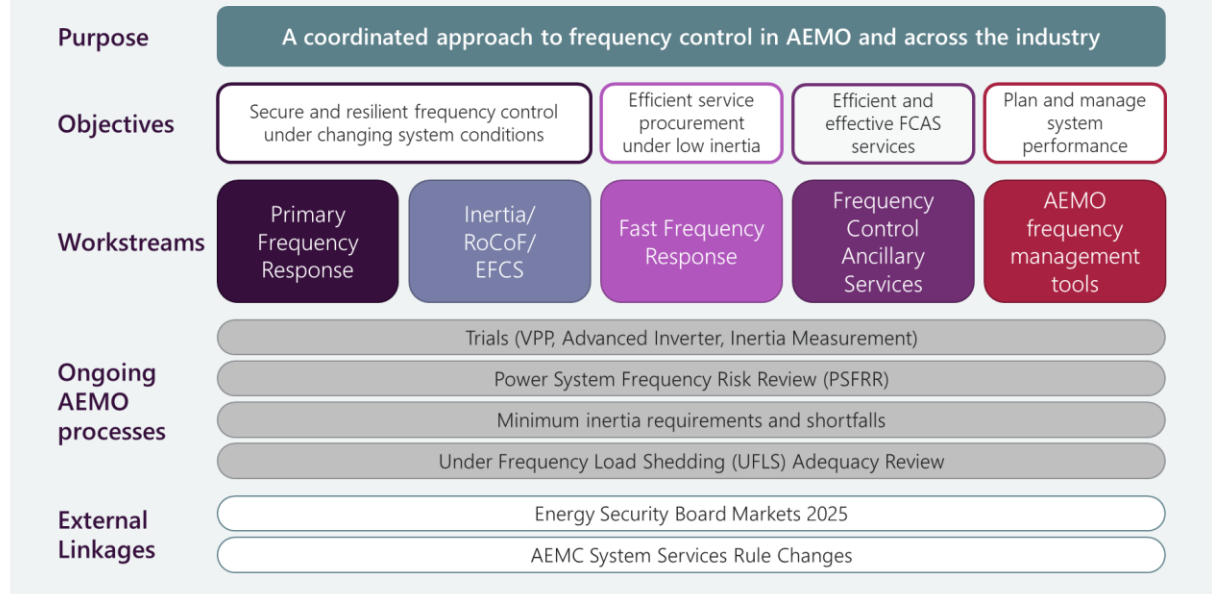 Purpose
A coordinated approach to frequency control in AEMO and across the industry
Objectives
Secure and resilient frequency control
under changing system conditions
Efficient service
procurement
under low inertia
Efficient and
effective FCAS
services
Plan and manage
system
performance
Workstreams
Primary
Frequency
Response
Inertia/
RoCoF/
EFCS
Fast Frequency
Response
Frequency
Control
Ancillary
Services
AEMO
frequency
management
tools
Ongoing
AEMO
processes
Trials (VPP, Advanced Inverter, Inertia Measurement)
Power System Frequency Risk Review (PSFRR)
Minimum inertia requirements and shortfalls
Under Frequency Load Shedding (UFLS) Adequacy Review
External
Linkages
Energy Security Board Markets 2025
AEMC System Services Rule Changes